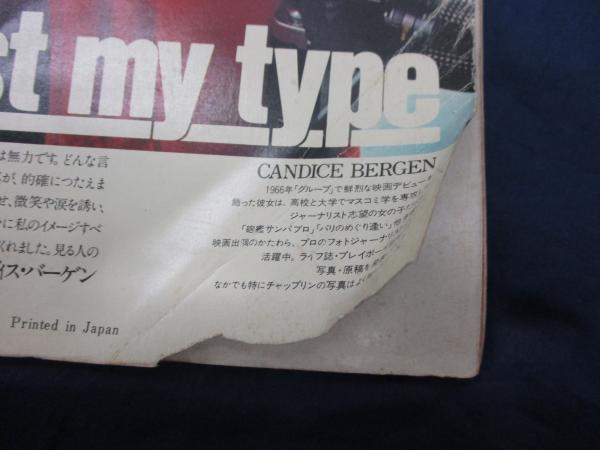 st my type
は無力です。どんな言
が、的確につたえま
せ、微笑や涙を誘い、
に私のイメージすべ
くれました。見る人の
ィス・バーゲン
Printed in Japan
CANDICE BERGEN
1966年「グループ」で鮮烈な映画デビュー
飾った彼女は、高校と大学でマスコミ学を専攻
ジャーナリスト志望の女の子
「砲艦サンパブロ」「パリのめぐり逢い」他
映画出演のかたわら、プロのフォトジャーナリ
活躍中。ライフ誌・プレイボー
写真・原稿を
なかでも特にチャップリンの写真はよく